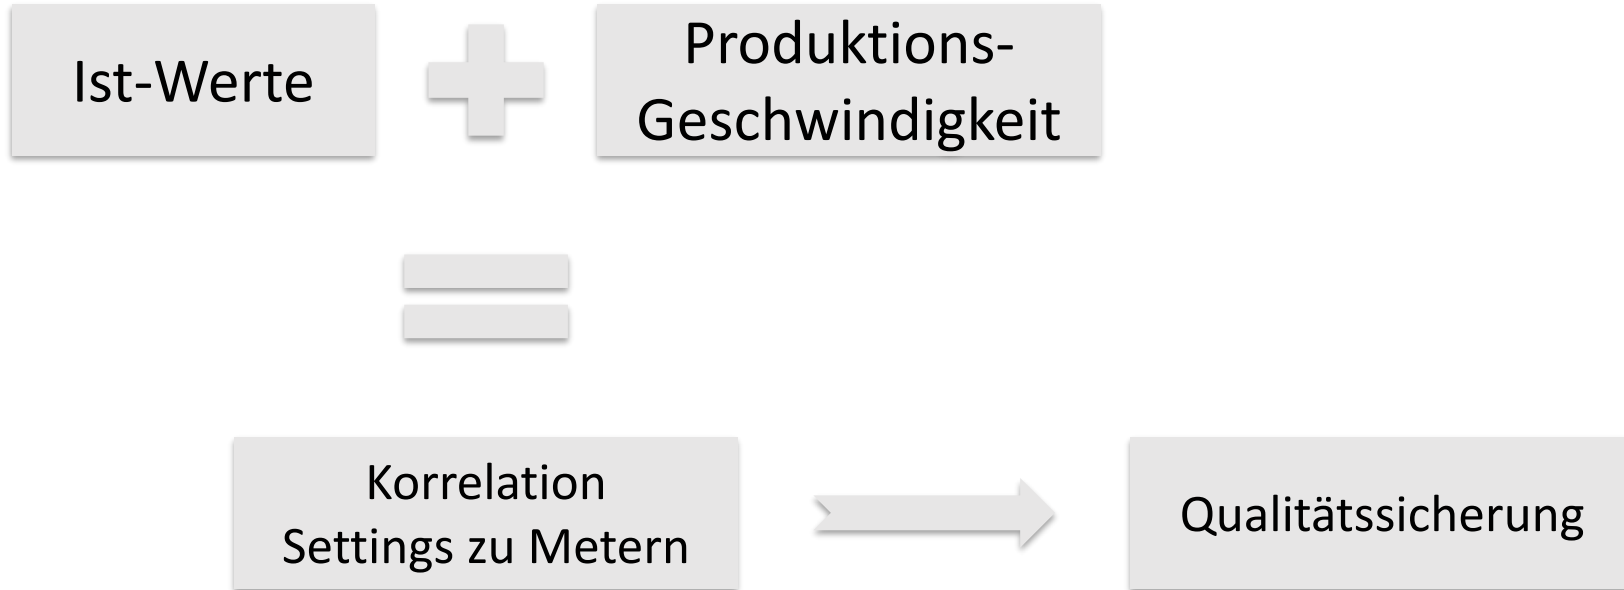 Ist-Werte
Produktions-
Geschwindigkeit
Korrelation
Settings zu Metern
Qualitätssicherung